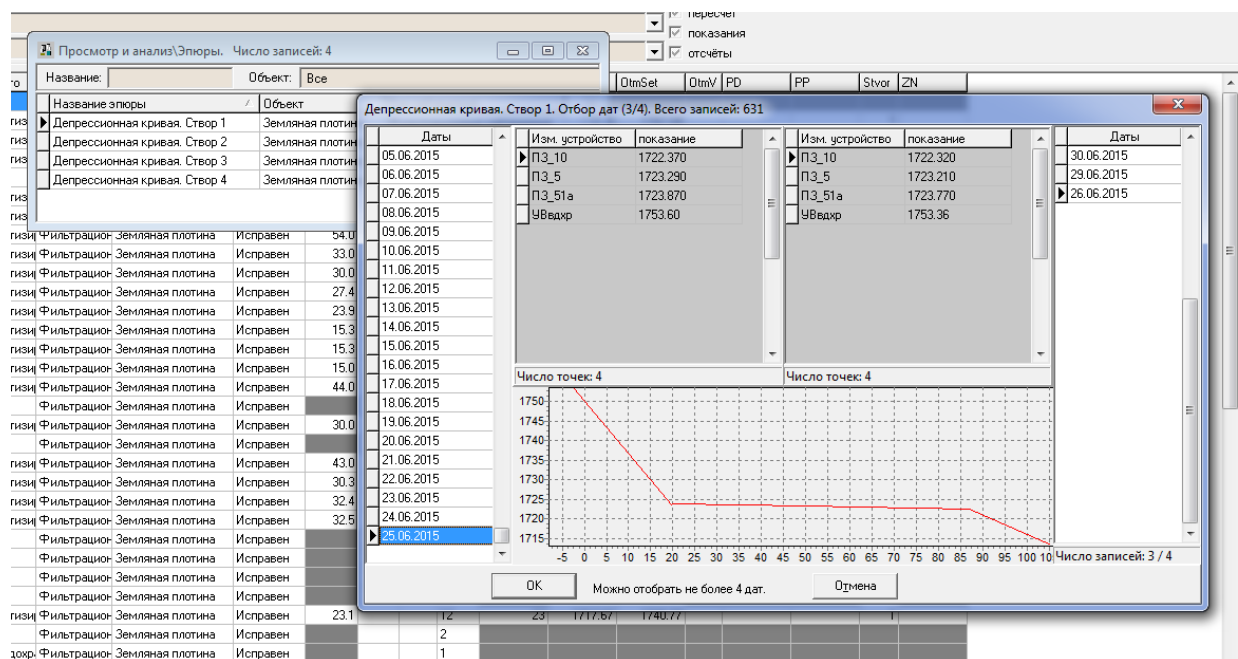 пересчет
показания
отсчёты
Просмотр и анализ\Эпюры. Число записей: 4
Название: Объект: Все
Название эпюры / Объект
Депрессионная кривая. Створ 1 Земляная плотин
Депрессионная кривая. Створ 2 Земляная плотин
Депрессионная кривая. Створ 3 Земляная плотин
Депрессионная кривая. Створ 4 Земляная плотин
OtmSet OtmV PD PP Stvor ZN
Депрессионная кривая. Створ 1. Отбор дат (3/4). Всего записей: 631
Даты
05.06.2015
06.06.2015
07.06.2015
08.06.2015
09.06.2015
10.06.2015
11.06.2015
12.06.2015
13.06.2015
14.06.2015
15.06.2015
16.06.2015
17.06.2015
18.06.2015
19.06.2015
20.06.2015
21.06.2015
22.06.2015
23.06.2015
24.06.2015
25.06.2015
Изм. устройство показание
ПЗ_10 1722.370
ПЗ_5 1723.290
ПЗ_51а 1723.870
УВвдхр 1753.60
Число точек: 4
Изм. устройство показание
ПЗ_10 1722.320
ПЗ_5 1723.210
ПЗ_51а 1723.770
УВвдхр 1753.36
Число точек: 4
Даты
30.06.2015
29.06.2015
26.06.2015
Число записей: 3 / 4
1750
1745
1740
1735
1730
1725
1720
1715
-5 0 5 10 15 20 25 30 35 40 45 50 55 60 65 70 75 80 85 90 95 100 10
OK Можно отобрать не более 4 дат. Отмена
гизи Фильтрацион Земляная плотина Исправен 54.0
гизи Фильтрацион Земляная плотина Исправен 33.0
гизи Фильтрацион Земляная плотина Исправен 30.0
гизи Фильтрацион Земляная плотина Исправен 27.4
гизи Фильтрацион Земляная плотина Исправен 23.9
гизи Фильтрацион Земляная плотина Исправен 15.3
гизи Фильтрацион Земляная плотина Исправен 15.3
гизи Фильтрацион Земляная плотина Исправен 15.0
гизи Фильтрацион Земляная плотина Исправен 44.0
Фильтрацион Земляная плотина Исправен
гизи Фильтрацион Земляная плотина Исправен 30.0
Фильтрацион Земляная плотина Исправен
гизи Фильтрацион Земляная плотина Исправен 43.0
гизи Фильтрацион Земляная плотина Исправен 30.3
гизи Фильтрацион Земляная плотина Исправен 32.4
гизи Фильтрацион Земляная плотина Исправен 32.5
Фильтрацион Земляная плотина Исправен
Фильтрацион Земляная плотина Исправен
Фильтрацион Земляная плотина Исправен
Фильтрацион Земляная плотина Исправен
гизи Фильтрацион Земляная плотина Исправен 23.1 12 23 1717.67 1740.77 1
Фильтрацион Земляная плотина Исправен 2
дохр. Фильтрацион Земляная плотина Исправен 1